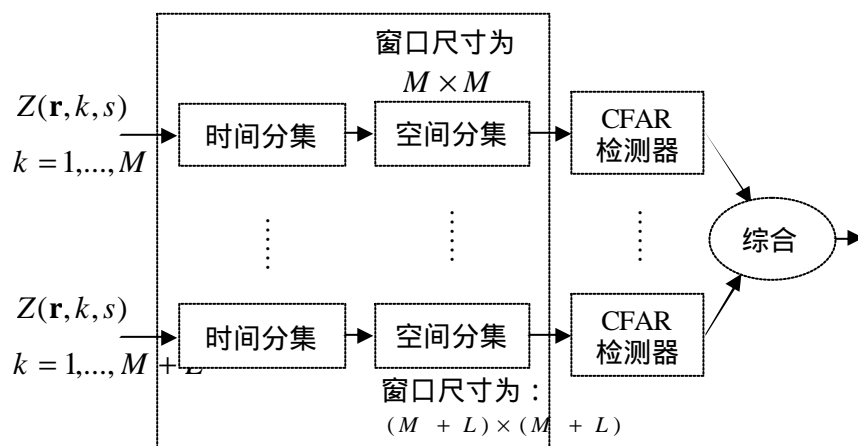 窗口尺寸为
M × M
Z(r,k,s)
k = 1,...,M
时间分集
空间分集
CFAR
检测器
综合
Z(r,k,s)
k = 1,...,M + L
时间分集
空间分集
CFAR
检测器
窗口尺寸为：
(M + L)×(M + L)